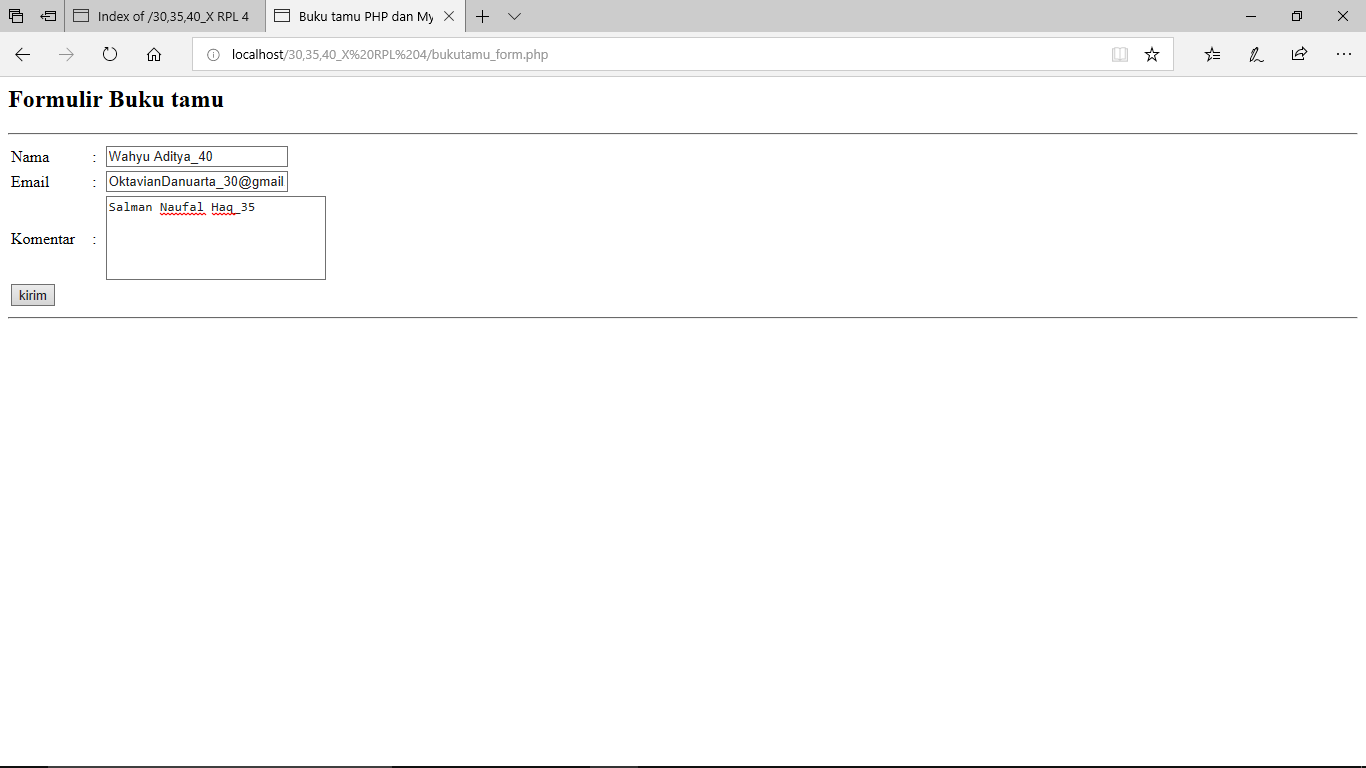 Index of /30,35,40_X RPL 4
Buku tamu PHP dan My
localhost/30,35,40_X%20RPL%204/bukutamu_form.php
Formulir Buku tamu
Nama : Wahyu Aditya_40
Email : OktavianDanuarta_30@gmail
Komentar : Salman Naufal Haq_35
kirim